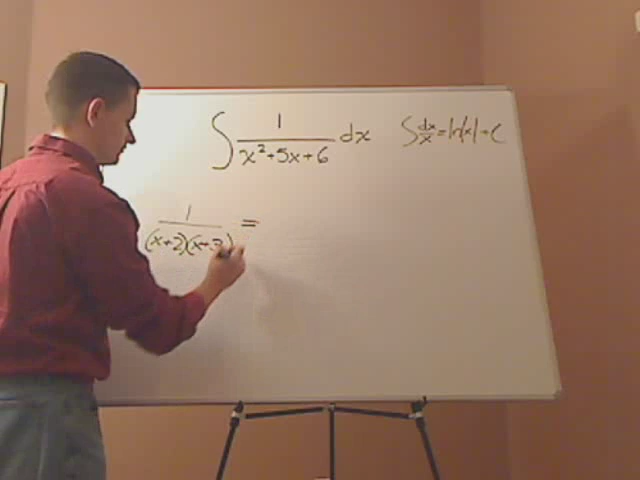 ∫ 1/(x²+5x+6) dx
∫ dx/x = ln|x| + C
1/((x+2)(x+3)) =